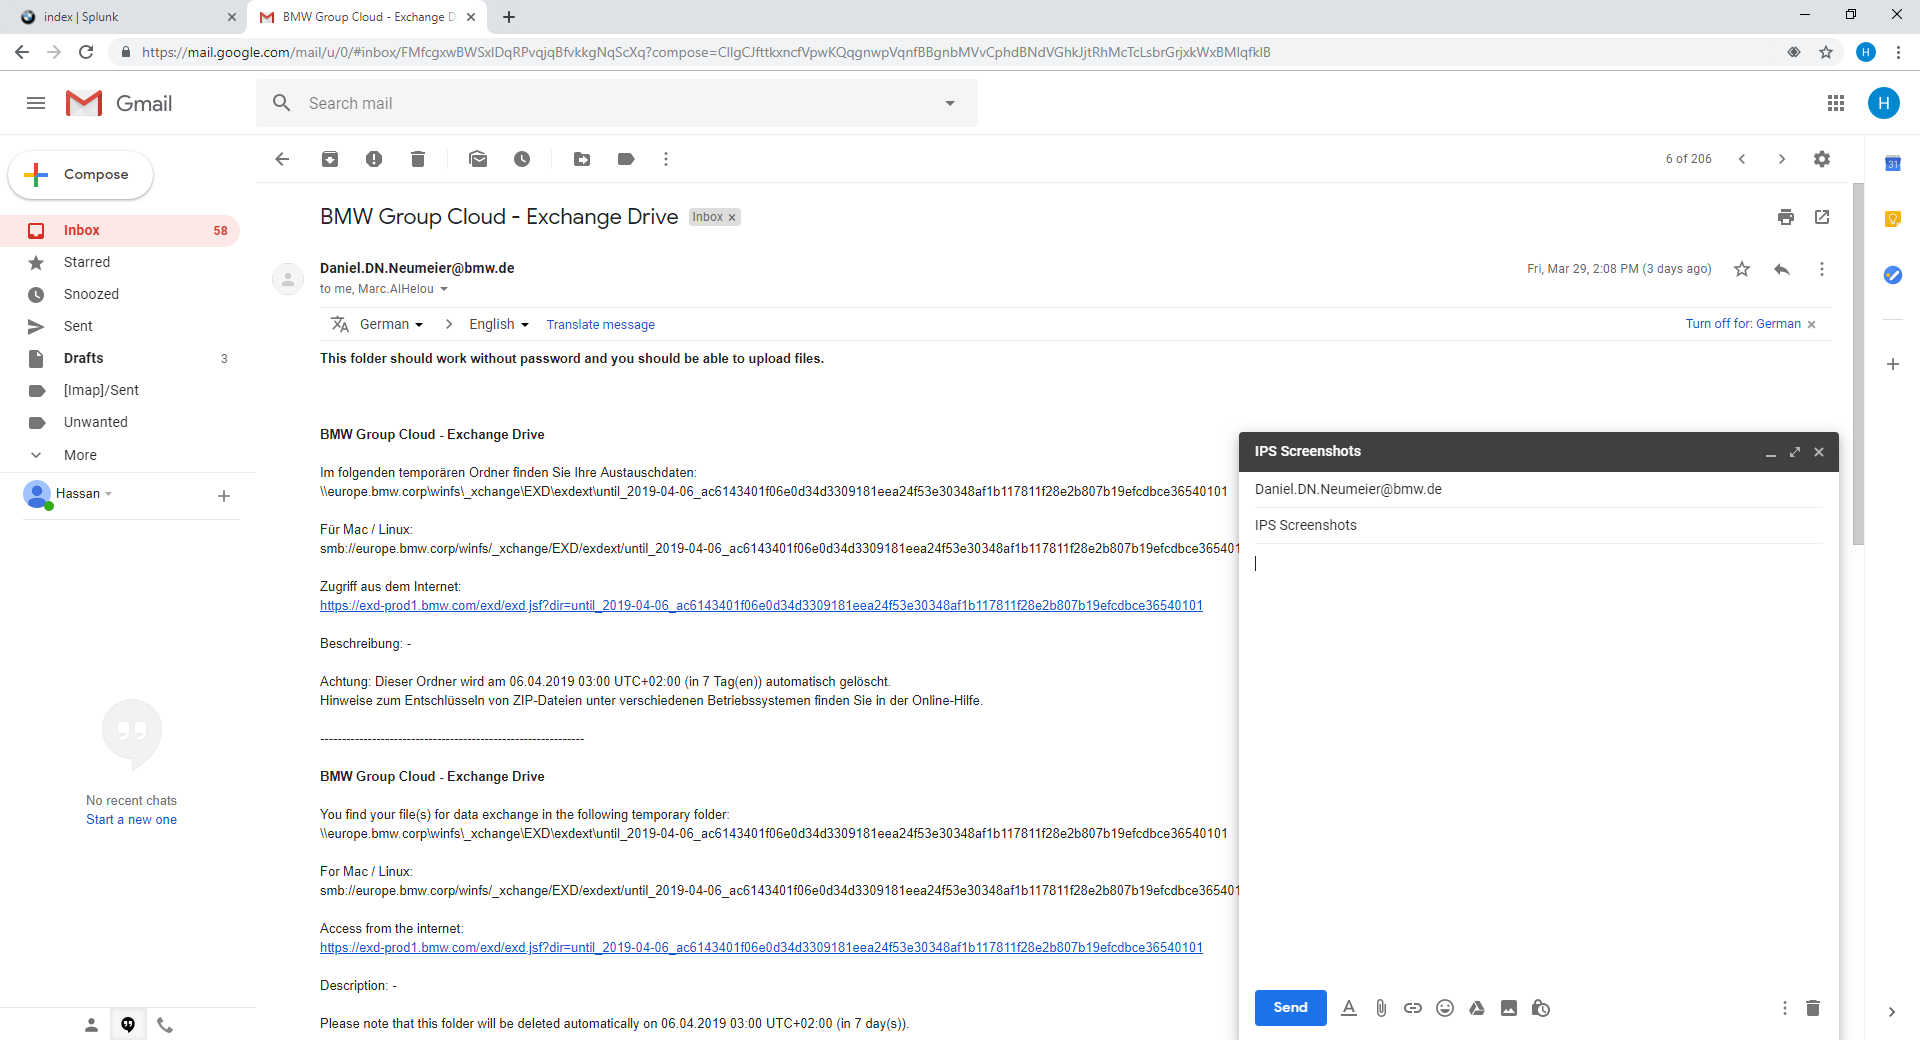 index | Splunk
BMW Group Cloud - Exchange D
https://mail.google.com/mail/u/0/#inbox/FMfcgxwBWSxlDqRPvqjqBfvkkgNqScXq?compose=CllgCJfttkxncfVpwKQqgnwpVqnfBBgnbMVvCphdBNdVGhkJjtRhMcTcLsbrGrjxkWxBMlqfklB
H
Gmail
Search mail
H
Compose
6 of 206
31
Inbox 58
Starred
Snoozed
Sent
Drafts 3
[Imap]/Sent
Unwanted
More
Hassan
No recent chats
Start a new one
BMW Group Cloud - Exchange Drive Inbox
Daniel.DN.Neumeier@bmw.de
Fri, Mar 29, 2:08 PM (3 days ago)
to me, Marc.AlHelou
German > English Translate message
Turn off for: German
This folder should work without password and you should be able to upload files.
BMW Group Cloud - Exchange Drive
Im folgenden temporären Ordner finden Sie Ihre Austauschdaten:
\\europe.bmw.corp\winfs\_xchange\EXD\exdext\until_2019-04-06_ac6143401f06e0d34d3309181eea24f53e30348af1b117811f28e2b807b19efcdbce36540101
Für Mac / Linux:
smb://europe.bmw.corp/winfs/_xchange/EXD/exdext/until_2019-04-06_ac6143401f06e0d34d3309181eea24f53e30348af1b117811f28e2b807b19efcdbce365401
Zugriff aus dem Internet:
https://exd-prod1.bmw.com/exd/exd.jsf?dir=until_2019-04-06_ac6143401f06e0d34d3309181eea24f53e30348af1b117811f28e2b807b19efcdbce36540101
Beschreibung: -
Achtung: Dieser Ordner wird am 06.04.2019 03:00 UTC+02:00 (in 7 Tag(en)) automatisch gelöscht.
Hinweise zum Entschlüsseln von ZIP-Dateien unter verschiedenen Betriebssystemen finden Sie in der Online-Hilfe.
------------------------------------------------------------
BMW Group Cloud - Exchange Drive
You find your file(s) for data exchange in the following temporary folder:
\\europe.bmw.corp\winfs\_xchange\EXD\exdext\until_2019-04-06_ac6143401f06e0d34d3309181eea24f53e30348af1b117811f28e2b807b19efcdbce36540101
For Mac / Linux:
smb://europe.bmw.corp/winfs/_xchange/EXD/exdext/until_2019-04-06_ac6143401f06e0d34d3309181eea24f53e30348af1b117811f28e2b807b19efcdbce365401
Access from the internet:
https://exd-prod1.bmw.com/exd/exd.jsf?dir=until_2019-04-06_ac6143401f06e0d34d3309181eea24f53e30348af1b117811f28e2b807b19efcdbce36540101
Description: -
Please note that this folder will be deleted automatically on 06.04.2019 03:00 UTC+02:00 (in 7 day(s)).
IPS Screenshots
Daniel.DN.Neumeier@bmw.de
IPS Screenshots
Send